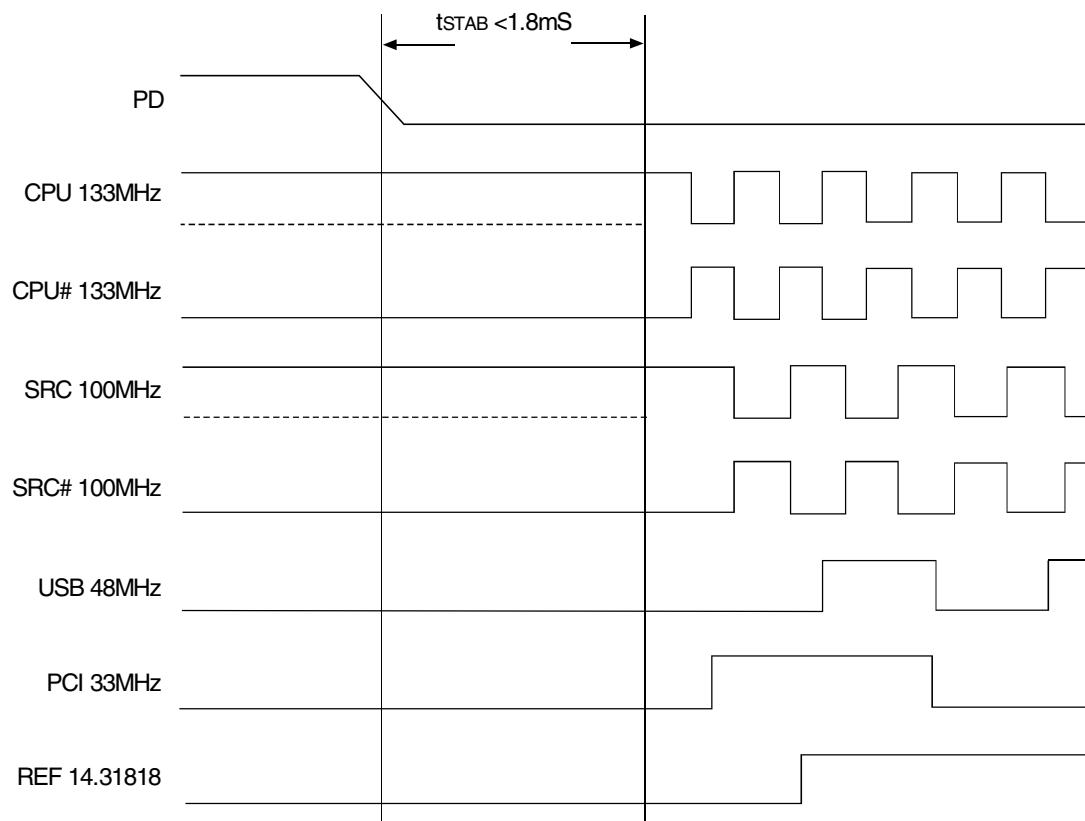 tSTAB <1.8mS
PD
CPU 133MHz
CPU# 133MHz
SRC 100MHz
SRC# 100MHz
USB 48MHz
PCI 33MHz
REF 14.31818